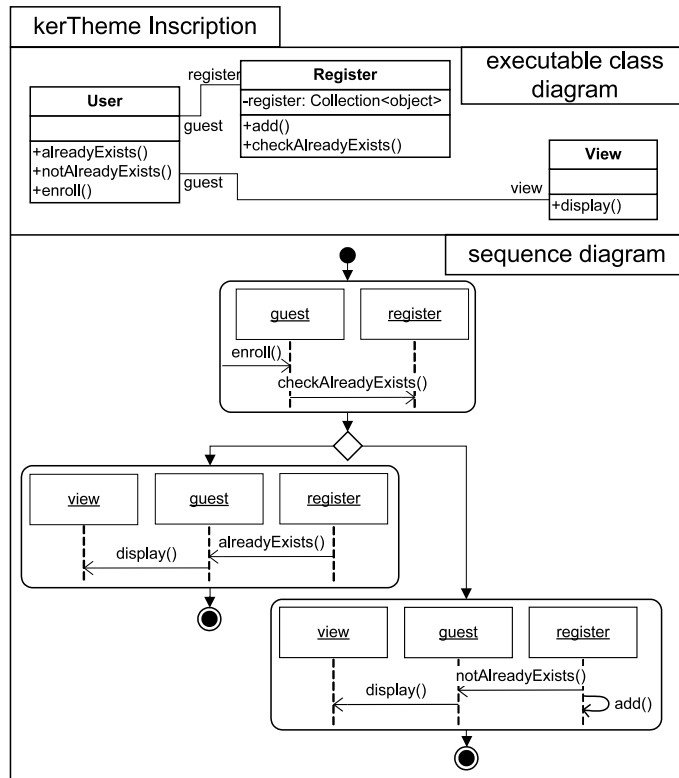 kerTheme Inscription
executable class
diagram
register
Register
-register: Collection<object>
+add()
+checkAlreadyExists()
User
guest
+alreadyExists()
+notAlreadyExists()
+enroll()
guest
view
View
+display()
sequence diagram
guest
register
enroll()
checkAlreadyExists()
view
guest
register
alreadyExists()
display()
view
guest
register
notAlreadyExists()
display()
add()